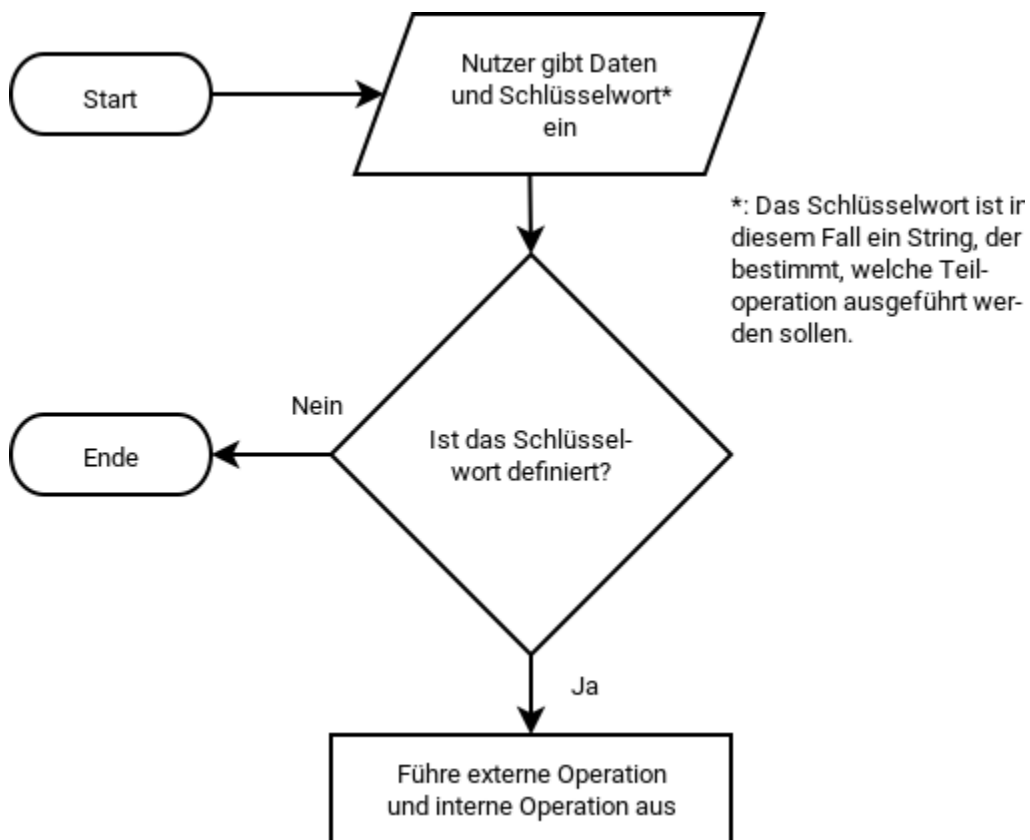 Start
Nutzer gibt Daten
und Schlüsselwort*
ein
*: Das Schlüsselwort ist in
diesem Fall ein String, der
bestimmt, welche Teil-
operation ausgeführt wer-
den sollen.
Nein
Ende
Ist das Schlüssel-
wort definiert?
Ja
Führe externe Operation
und interne Operation aus